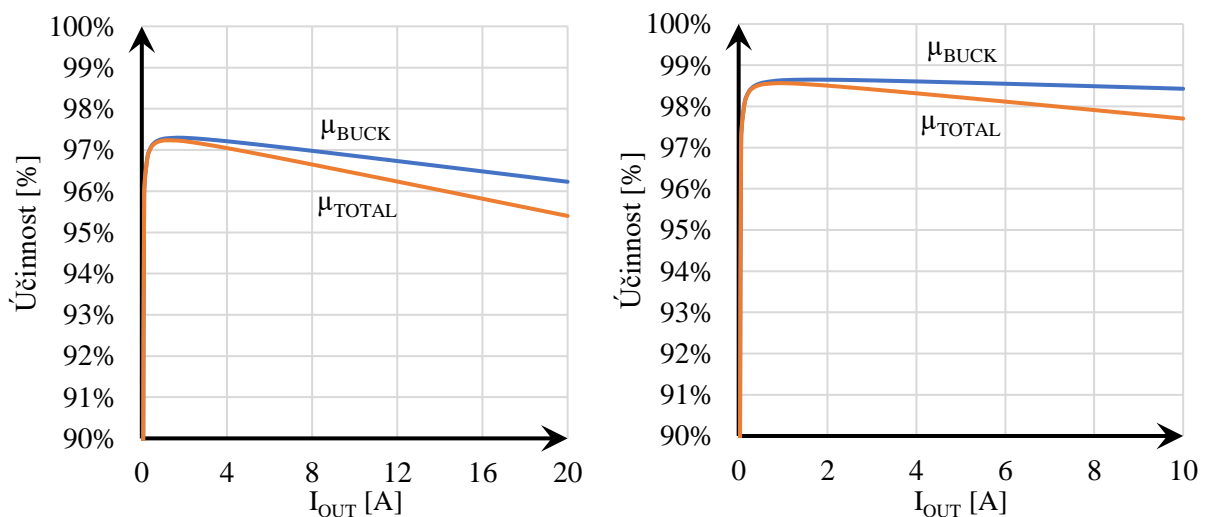 100%
99%
98%
97%
96%
95%
94%
93%
92%
91%
90%
Účinnost [%]
μBUCK
μTOTAL
0 4 8 12 16 20
IOUT [A]
100%
99%
98%
97%
96%
95%
94%
93%
92%
91%
90%
Účinnost [%]
μBUCK
μTOTAL
0 2 4 6 8 10
IOUT [A]